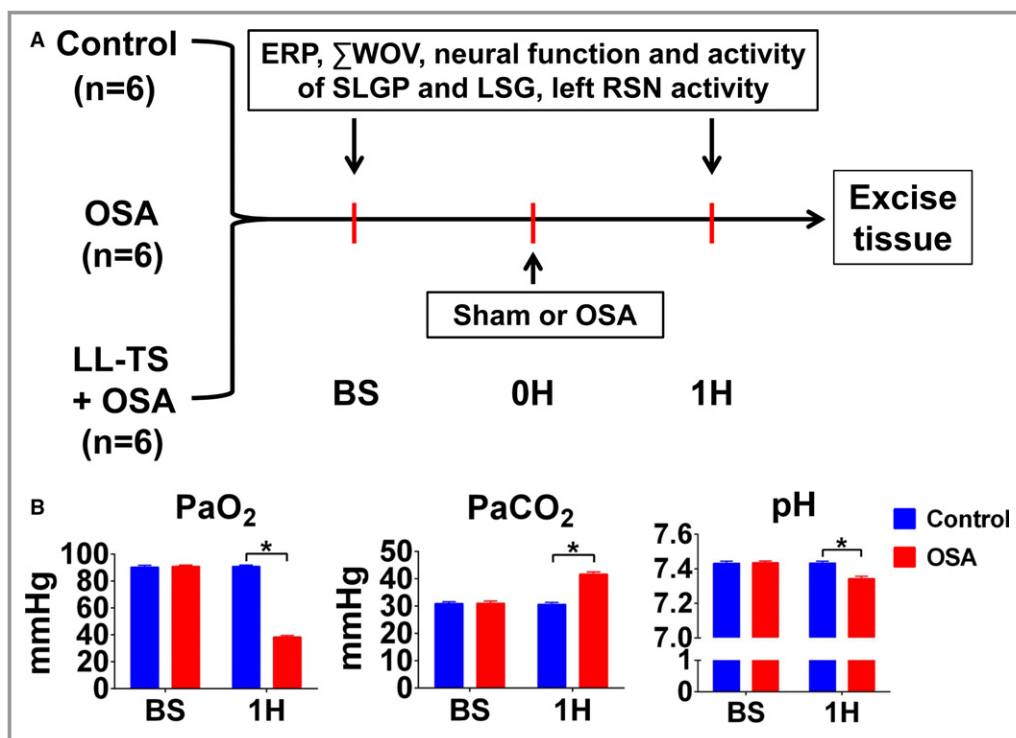 A
Control
(n=6)
OSA
(n=6)
LL-TS
+ OSA
(n=6)
ERP, ∑WOV, neural function and activity
of SLGP and LSG, left RSN activity
Sham or OSA
Excise
tissue
BS 0H 1H
B
PaO₂
mmHg
100
80
60
40
20
0
*
BS 1H
PaCO₂
mmHg
50
40
30
20
10
0
*
BS 1H
pH
7.6
7.4
7.2
7.0
1
0
*
BS 1H
Control
OSA